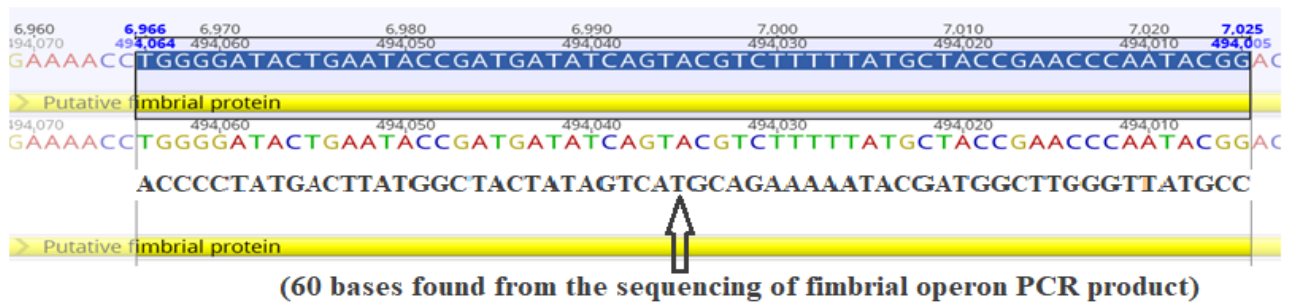 6,960 6,966 6,970 6,980 6,990 7,000 7,010 7,020 7,025
494,070 494,064 494,060 494,050 494,040 494,030 494,020 494,010 494,005
GAAAACCTGGGGATACTGAATACCGATGATATCAGTACGTCTTTTTATGCTACCGAACCCAATACGGAC
Putative fimbrial protein
494,070 494,060 494,050 494,040 494,030 494,020 494,010
GAAAACCTGGGGATACTGAATACCGATGATATCAGTACGTCTTTTTATGCTACCGAACCCAATACGGAC
ACCCCTATGACTTATGGCTACTATAGTCATGCAGAAAAATACGATGGCTTGGGTTATGCC
Putative fimbrial protein
(60 bases found from the sequencing of fimbrial operon PCR product)